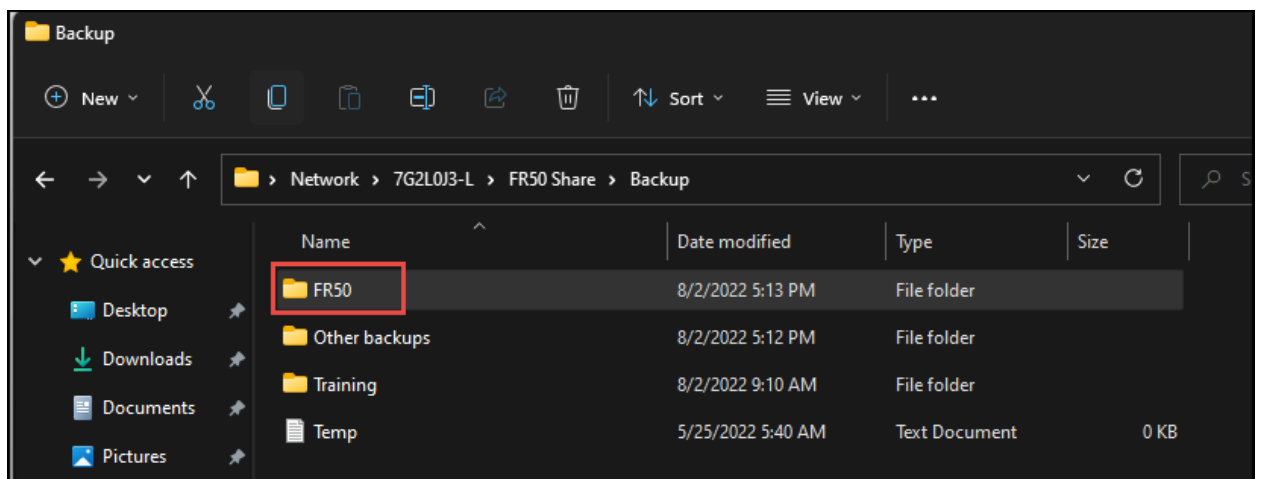 Backup
New
Sort
View
Network > 7G2L0J3-L > FR50 Share > Backup
S
Name Date modified Type Size
Quick access
FR50 8/2/2022 5:13 PM File folder
Desktop
Other backups 8/2/2022 5:12 PM File folder
Downloads
Training 8/2/2022 9:10 AM File folder
Documents
Temp 5/25/2022 5:40 AM Text Document 0 KB
Pictures